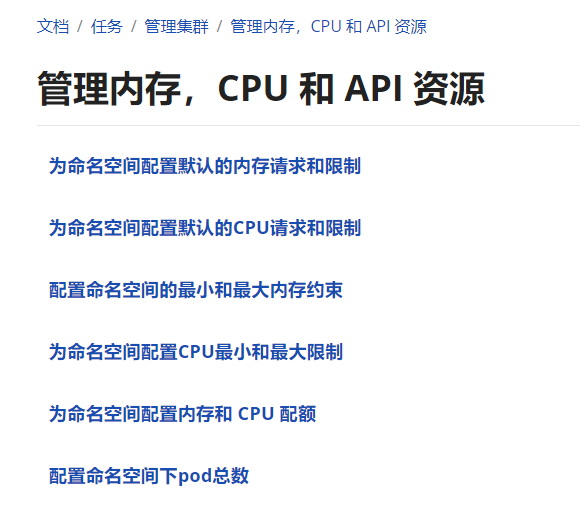 文档 / 任务 / 管理集群 / 管理内存，CPU 和 API 资源
管理内存，CPU 和 API 资源
为命名空间配置默认的内存请求和限制
为命名空间配置默认的CPU请求和限制
配置命名空间的最小和最大内存约束
为命名空间配置CPU最小和最大限制
为命名空间配置内存和 CPU 配额
配置命名空间下pod总数